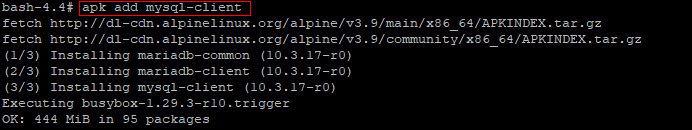 bash-4.4# apk add mysql-client
fetch http://dl-cdn.alpinelinux.org/alpine/v3.9/main/x86_64/APKINDEX.tar.gz
fetch http://dl-cdn.alpinelinux.org/alpine/v3.9/community/x86_64/APKINDEX.tar.gz
(1/3) Installing mariadb-common (10.3.17-r0)
(2/3) Installing mariadb-client (10.3.17-r0)
(3/3) Installing mysql-client (10.3.17-r0)
Executing busybox-1.29.3-r10.trigger
OK: 444 MiB in 95 packages